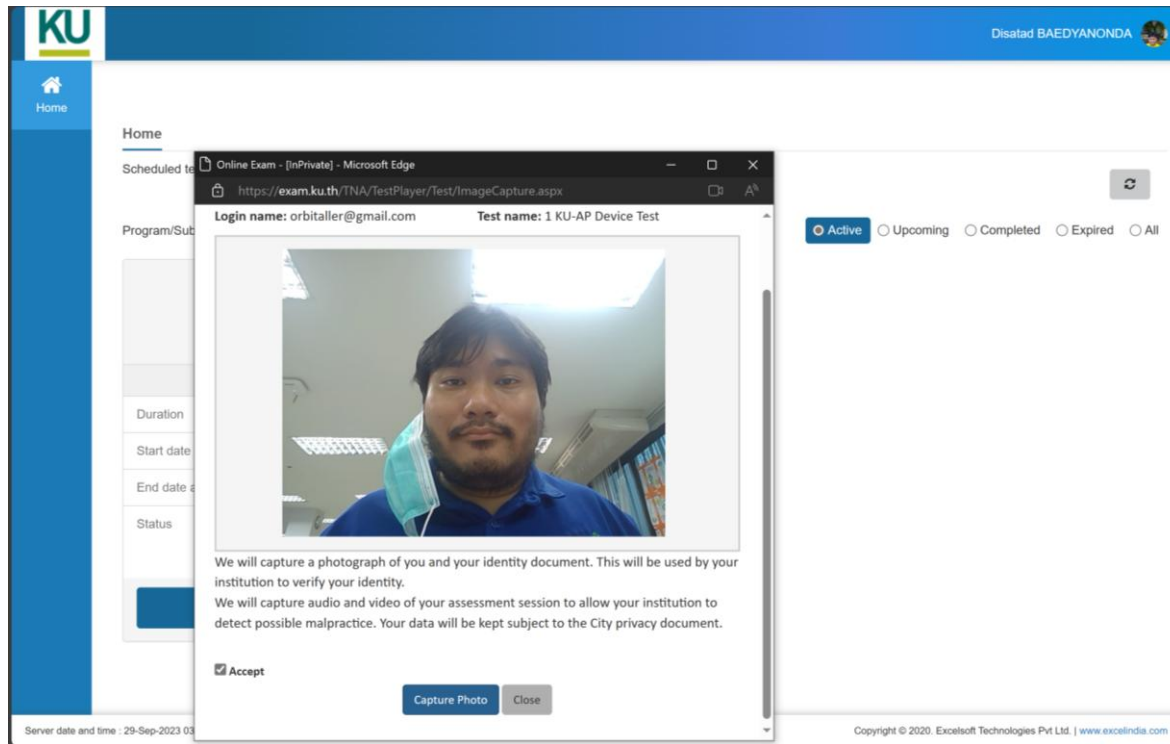 KU
Disatad BAEDYANONDA
Home
Home
Scheduled te
Online Exam - [InPrivate] - Microsoft Edge
https://exam.ku.th/TNA/TestPlayer/Test/ImageCapture.aspx
Login name: orbitaller@gmail.com Test name: 1 KU-AP Device Test
Program/Sub
Active Upcoming Completed Expired All
Duration
Start date
End date a
Status
We will capture a photograph of you and your identity document. This will be used by your
institution to verify your identity.
We will capture audio and video of your assessment session to allow your institution to
detect possible malpractice. Your data will be kept subject to the City privacy document.
Accept
Capture Photo Close
Server date and time : 29-Sep-2023 03
Copyright © 2020. Excelsoft Technologies Pvt Ltd. | www.excelindia.com